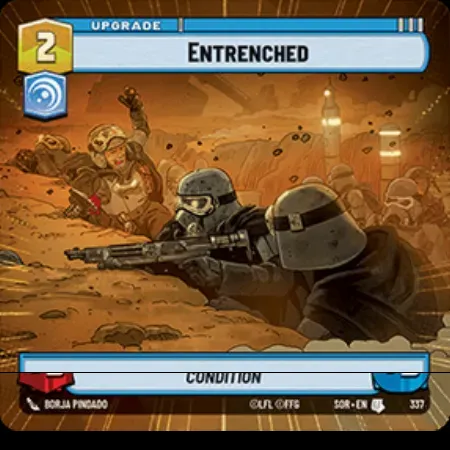 UPGRADE
2
ENTRENCHED
CONDITION
BORJA PINDADO
©LFL ©FFG
SOR • EN
337